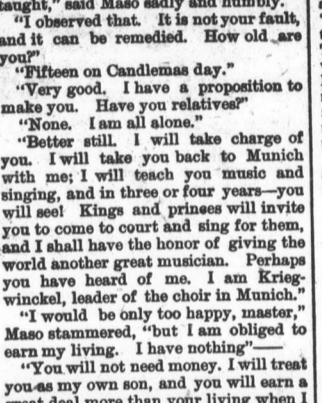 taught," said Maso sadly and humbly.
"I observed that. It is not your fault,
and it can be remedied. How old are
you?"
"Fifteen on Candlemas day."
"Very good. I have a proposition to
make you. Have you relatives?"
"None. I am all alone."
"Better still. I will take charge of
you. I will take you back to Munich
with me; I will teach you music and
singing, and in three or four years—you
will see! Kings and princes will invite
you to come to court and sing for them,
and I shall have the honor of giving the
world another great musician. Perhaps
you have heard of me. I am Krieg-
winckel, leader of the choir in Munich."
"I would be only too happy, master,"
Maso stammered, "but I am obliged to
earn my living. I have nothing"—
"You will not need money. I will treat
you as my own son, and you will earn a
great deal more than your living when I